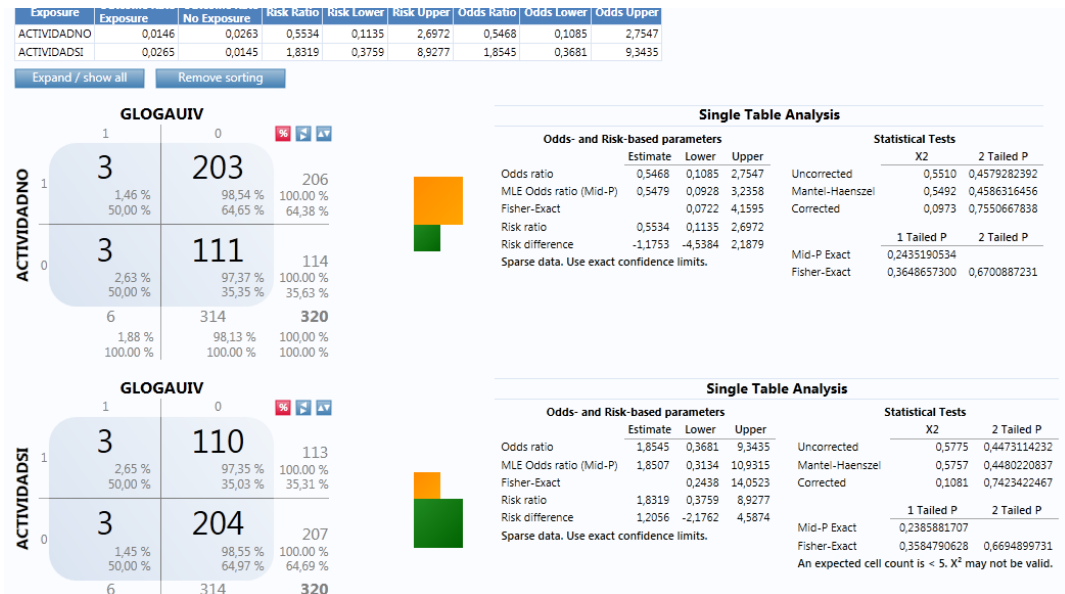 Exposure Exposure No Exposure Risk Ratio Risk Lower Risk Upper Odds Ratio Odds Lower Odds Upper
ACTIVIDADNO 0,0146 0,0263 0,5534 0,1135 2,6972 0,5468 0,1085 2,7547
ACTIVIDADSI 0,0265 0,0145 1,8319 0,3759 8,9277 1,8545 0,3681 9,3435
Expand / show all Remove sorting
GLOGAUIV
1 0 %
ACTIVIDADNO
1 3 203 206
1,46 % 98,54 % 100.00 %
50,00 % 64,65 % 64,38 %
0 3 111 114
2,63 % 97,37 % 100.00 %
50,00 % 35,35 % 35,63 %
6 314 320
1,88 % 98,13 % 100,00 %
100.00 % 100.00 % 100.00 %
Single Table Analysis
Odds- and Risk-based parameters
Estimate Lower Upper
Odds ratio 0,5468 0,1085 2,7547
MLE Odds ratio (Mid-P) 0,5479 0,0928 3,2358
Fisher-Exact 0,0722 4,1595
Risk ratio 0,5534 0,1135 2,6972
Risk difference -1,1753 -4,5384 2,1879
Sparse data. Use exact confidence limits.
Statistical Tests
X2 2 Tailed P
Uncorrected 0,5510 0,4579282392
Mantel-Haenszel 0,5492 0,4586316456
Corrected 0,0973 0,7550667838
1 Tailed P 2 Tailed P
Mid-P Exact 0,2435190534
Fisher-Exact 0,3648657300 0,6700887231
GLOGAUIV
1 0 %
ACTIVIDADSI
1 3 110 113
2,65 % 97,35 % 100.00 %
50,00 % 35,03 % 35,31 %
0 3 204 207
1,45 % 98,55 % 100.00 %
50,00 % 64,97 % 64,69 %
6 314 320
Single Table Analysis
Odds- and Risk-based parameters
Estimate Lower Upper
Odds ratio 1,8545 0,3681 9,3435
MLE Odds ratio (Mid-P) 1,8507 0,3134 10,9315
Fisher-Exact 0,2438 14,0523
Risk ratio 1,8319 0,3759 8,9277
Risk difference 1,2056 -2,1762 4,5874
Sparse data. Use exact confidence limits.
Statistical Tests
X2 2 Tailed P
Uncorrected 0,5775 0,4473114232
Mantel-Haenszel 0,5757 0,4480220837
Corrected 0,1081 0,7423422467
1 Tailed P 2 Tailed P
Mid-P Exact 0,2385881707
Fisher-Exact 0,3584790628 0,6694899731
An expected cell count is < 5. X² may not be valid.